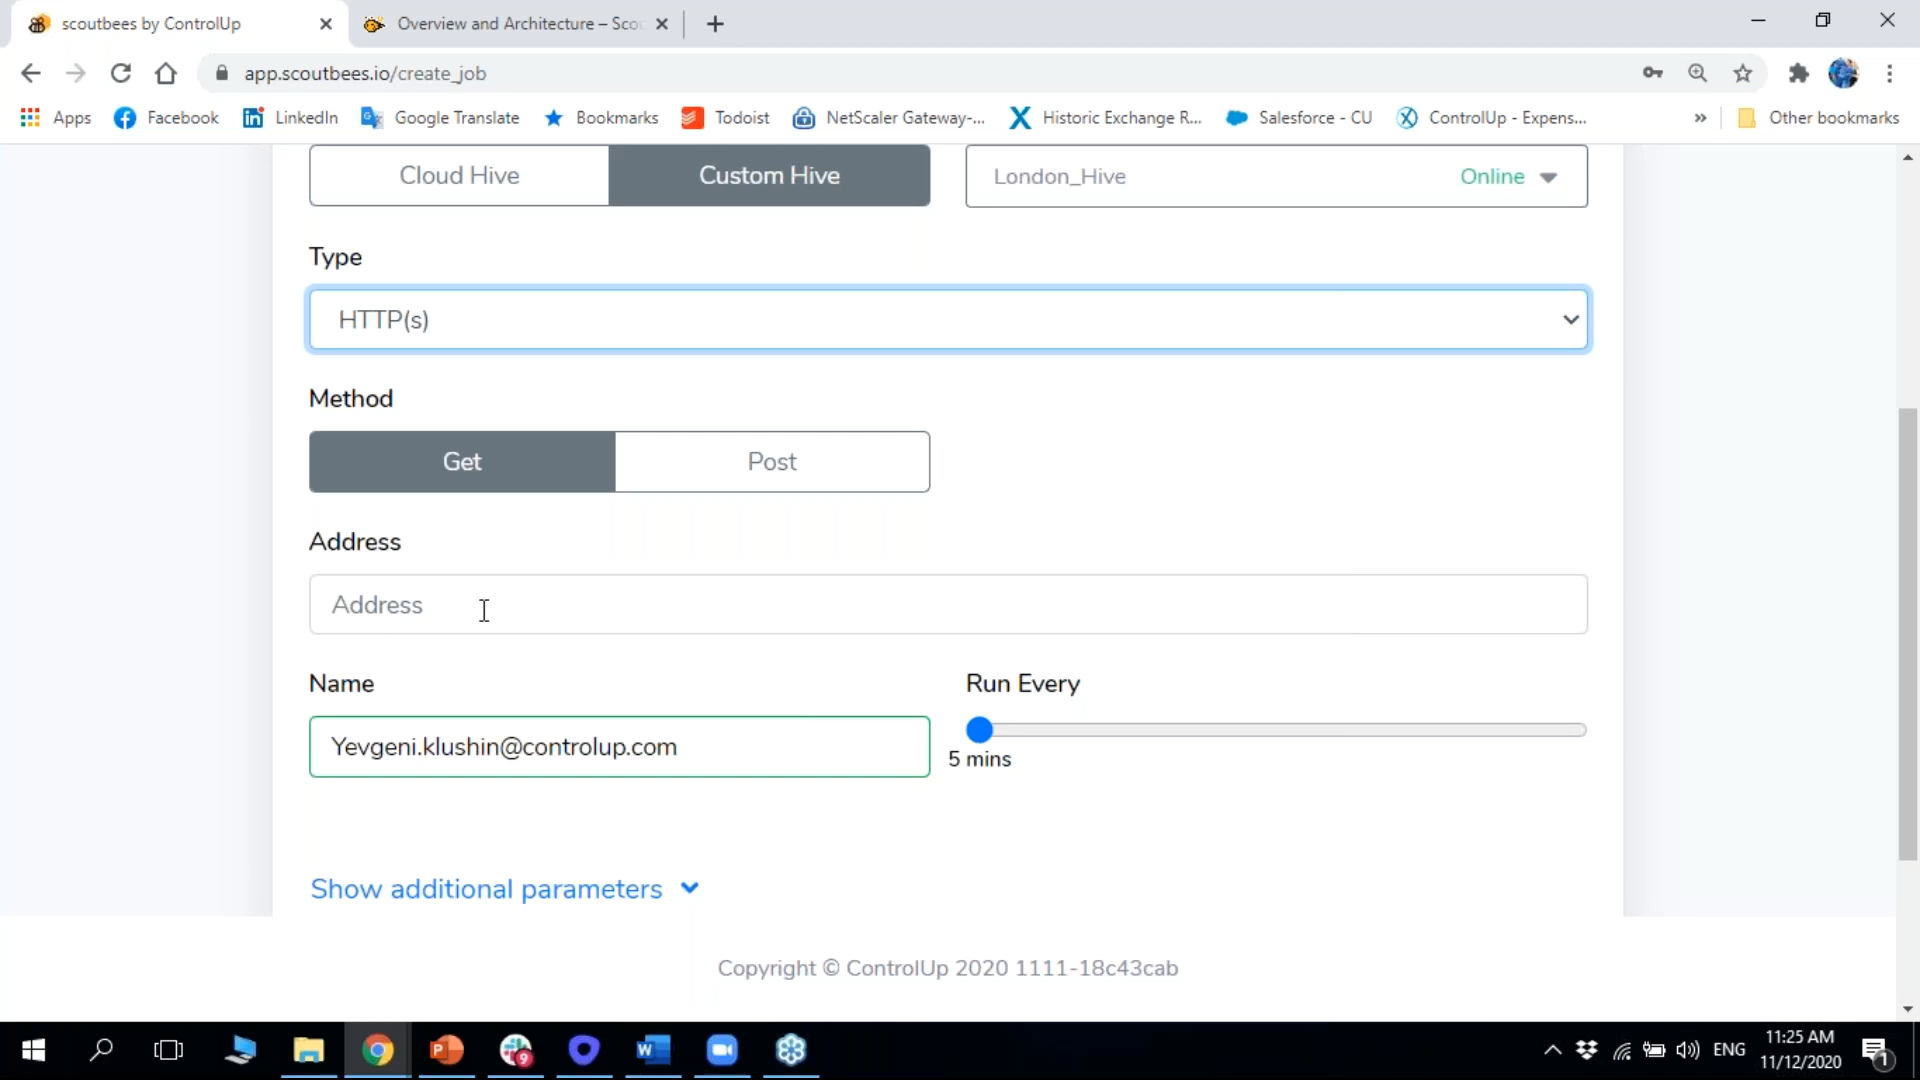 scoutbees by ControlUp
Overview and Architecture – Sco
app.scoutbees.io/create_job
Apps
Facebook
LinkedIn
Google Translate
Bookmarks
Todoist
NetScaler Gateway-...
Historic Exchange R...
Salesforce - CU
ControlUp - Expens...
Other bookmarks
Cloud Hive
Custom Hive
London_Hive
Online
Type
HTTP(s)
Method
Get
Post
Address
Address
Name
Run Every
Yevgeni.klushin@controlup.com
5 mins
Show additional parameters
Copyright © ControlUp 2020 1111-18c43cab
9
ENG
11:25 AM
11/12/2020
1